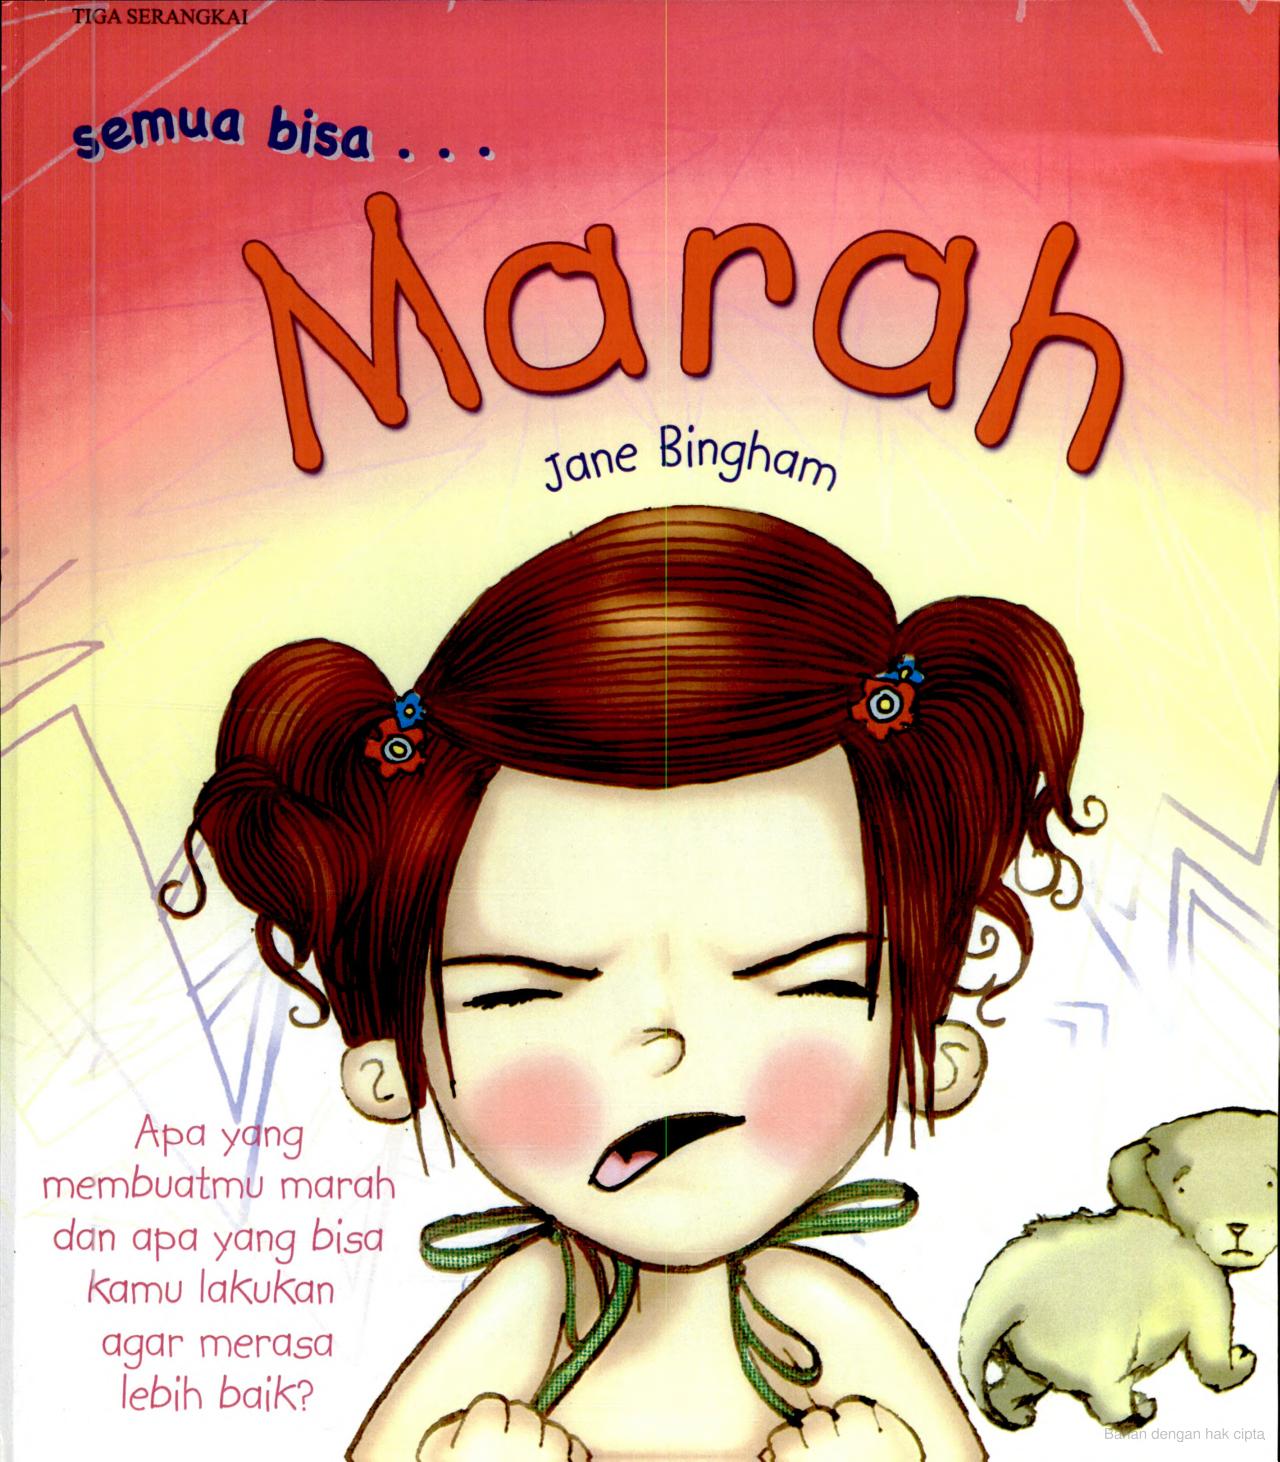 TIGA SERANGKAI
semua bisa . . .
Marah
Jane Bingham
Apa yang
membuatmu marah
dan apa yang bisa
kamu lakukan
agar merasa
lebih baik?
Bahan dengan hak cipta